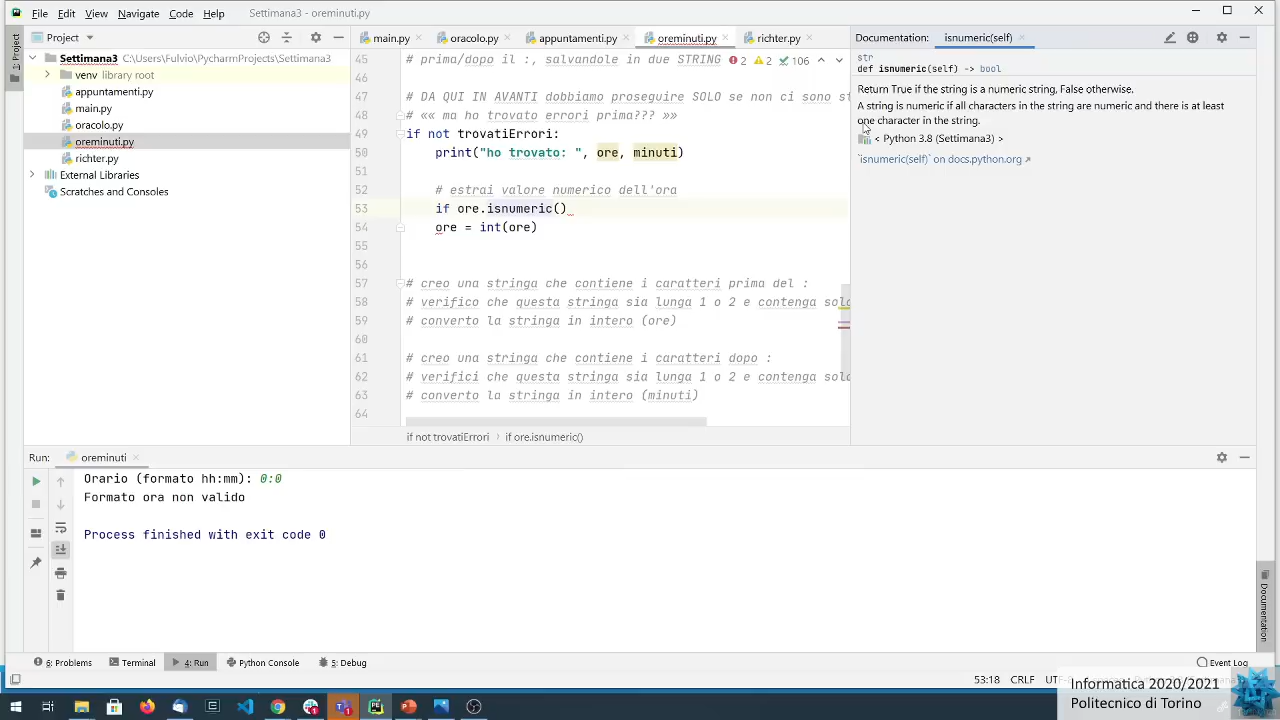 File Edit View Navigate Code Help Settimana3 - oreminuti.py
Project
main.py oracolo.py appuntamenti.py oreminuti.py richter.py
Documentation: isnumeric(self)
Project
Settimana3 C:\Users\Fulvio\PycharmProjects\Settimana3
venv library root
appuntamenti.py
main.py
oracolo.py
oreminuti.py
richter.py
External Libraries
Scratches and Consoles
2 2 106
45 # prima/dopo il :, salvandole in due STRING
46
47 # DA QUI IN AVANTI dobbiamo proseguire SOLO se non ci sono st
48 # «« ma ho trovato errori prima??? »»
49 if not trovatiErrori:
50 print("ho trovato: ", ore, minuti)
51
52 # estrai valore numerico dell'ora
53 if ore.isnumeric()
54 ore = int(ore)
55
56
57 # creo una stringa che contiene i caratteri prima del :
58 # verifico che questa stringa sia lunga 1 o 2 e contenga solo
59 # converto la stringa in intero (ore)
60
61 # creo una stringa che contiene i caratteri dopo :
62 # verifici che questa stringa sia lunga 1 o 2 e contenga solo
63 # converto la stringa in intero (minuti)
64
if not trovatiErrori › if ore.isnumeric()
str
def isnumeric(self) -> bool
Return True if the string is a numeric string, False otherwise.
A string is numeric if all characters in the string are numeric and there is at least
one character in the string.
< Python 3.8 (Settimana3) >
`isnumeric(self)` on docs.python.org
Run: oreminuti
Orario (formato hh:mm): 0:0
Formato ora non valido
Process finished with exit code 0
Documentation
6: Problems Terminal 4: Run Python Console 5: Debug Event Log
53:18 CRLF
Informatica 2020/2021
Politecnico di Torino